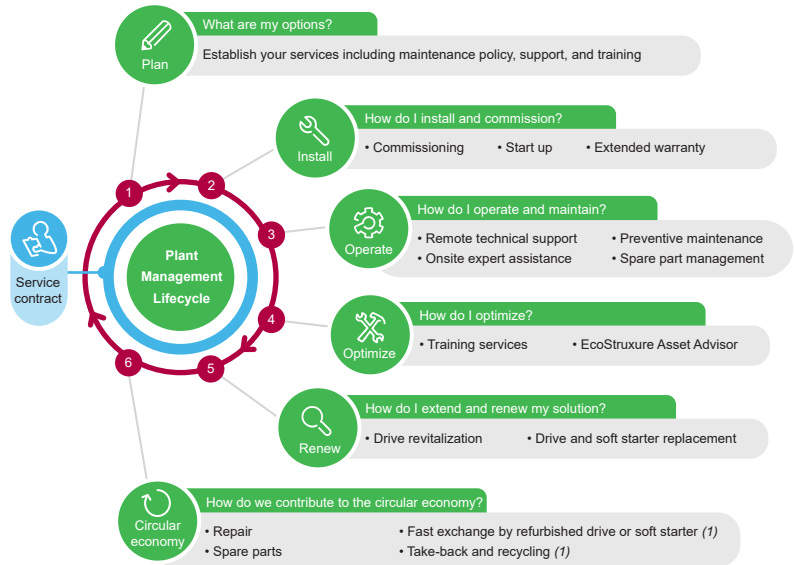 What are my options?
Plan
Establish your services including maintenance policy, support, and training
How do I install and commission?
Install
• Commissioning • Start up • Extended warranty
1
2
How do I operate and maintain?
3
Operate
• Remote technical support • Preventive maintenance
• Onsite expert assistance • Spare part management
Plant
Management
Lifecycle
Service
contract
4
How do I optimize?
Optimize
• Training services • EcoStruxure Asset Advisor
6
5
How do I extend and renew my solution?
Renew
• Drive revitalization • Drive and soft starter replacement
How do we contribute to the circular economy?
Circular
economy
• Repair • Fast exchange by refurbished drive or soft starter (1)
• Spare parts • Take-back and recycling (1)